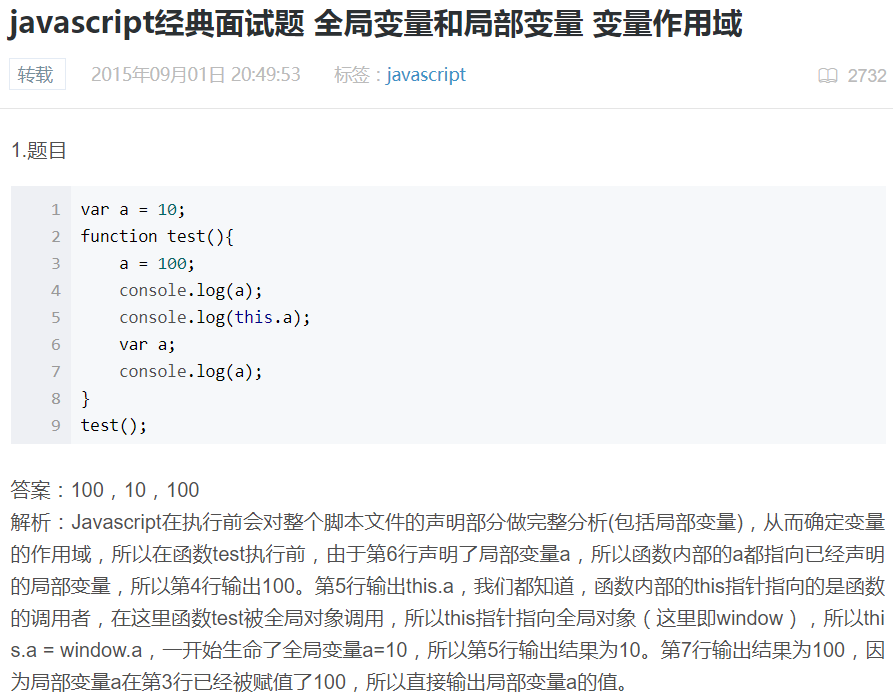 javascript经典面试题 全局变量和局部变量 变量作用域
转载 2015年09月01日 20:49:53 标签：javascript 2732
1.题目
1 var a = 10;
2 function test(){
3 a = 100;
4 console.log(a);
5 console.log(this.a);
6 var a;
7 console.log(a);
8 }
9 test();
答案：100，10，100
解析：Javascript在执行前会对整个脚本文件的声明部分做完整分析(包括局部变量)，从而确定变量
的作用域，所以在函数test执行前，由于第6行声明了局部变量a，所以函数内部的a都指向已经声明
的局部变量，所以第4行输出100。第5行输出this.a，我们都知道，函数内部的this指针指向的是函数
的调用者，在这里函数test被全局对象调用，所以this指针指向全局对象（这里即window），所以thi
s.a = window.a，一开始生命了全局变量a=10，所以第5行输出结果为10。第7行输出结果为100，因
为局部变量a在第3行已经被赋值了100，所以直接输出局部变量a的值。